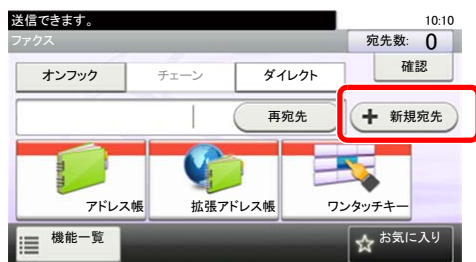 送信できます。 10:10
ファクス 宛先数: 0
オンフック チェーン ダイレクト 確認
再宛先 + 新規宛先
アドレス帳 拡張アドレス帳 ワンタッチキー
機能一覧 お気に入り